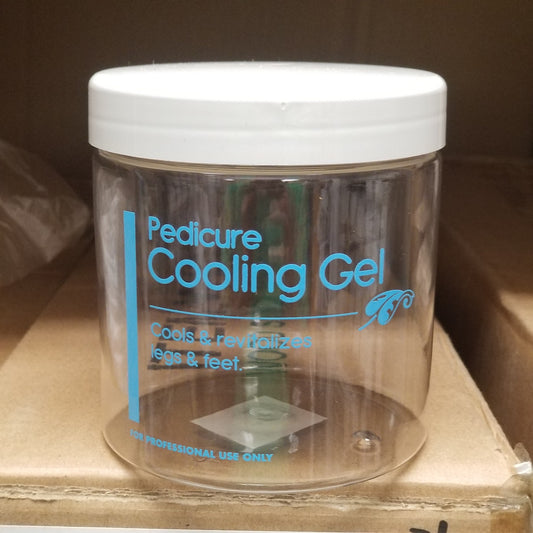 Pedicure
Cooling Gel
Cools & revitalizes
legs & feet.
FOR PROFESSIONAL USE ONLY